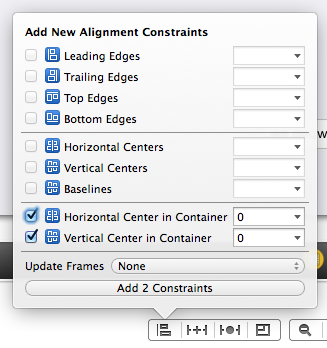 Add New Alignment Constraints
Leading Edges
Trailing Edges
Top Edges
Bottom Edges
Horizontal Centers
Vertical Centers
Baselines
Horizontal Center in Container 0
Vertical Center in Container 0
Update Frames None
Add 2 Constraints